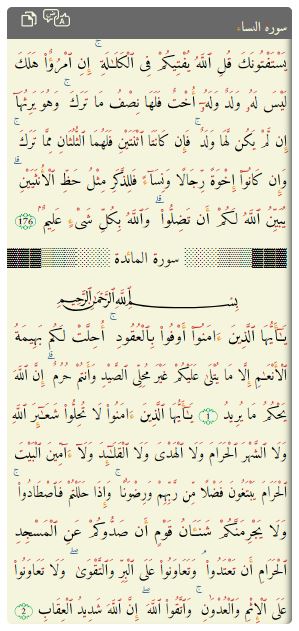 سوره النساء
يَسْتَفْتُونَكَ قُلِ ٱللَّهُ يُفْتِيكُمْ فِى ٱلْكَلَـٰلَةِ ۚ إِنِ ٱمْرُؤٌا۟ هَلَكَ
لَيْسَ لَهُۥ وَلَدٌ وَلَهُۥٓ أُخْتٌ فَلَهَا نِصْفُ مَا تَرَكَ ۚ وَهُوَ يَرِثُهَآ
إِن لَّمْ يَكُن لَّهَا وَلَدٌ ۚ فَإِن كَانَتَا ٱثْنَتَيْنِ فَلَهُمَا ٱلثُّلُثَانِ مِمَّا تَرَكَ ۚ
وَإِن كَانُوٓا۟ إِخْوَةً رِّجَالًا وَنِسَآءً فَلِلذَّكَرِ مِثْلُ حَظِّ ٱلْأُنثَيَيْنِ ۗ
يُبَيِّنُ ٱللَّهُ لَكُمْ أَن تَضِلُّوا۟ ۗ وَٱللَّهُ بِكُلِّ شَىْءٍ عَلِيمٌۢ 176
سورة المائدة
بِسْمِ ٱللَّهِ ٱلرَّحْمَـٰنِ ٱلرَّحِيمِ
يَـٰٓأَيُّهَا ٱلَّذِينَ ءَامَنُوٓا۟ أَوْفُوا۟ بِٱلْعُقُودِ ۚ أُحِلَّتْ لَكُم بَهِيمَةُ
ٱلْأَنْعَـٰمِ إِلَّا مَا يُتْلَىٰ عَلَيْكُمْ غَيْرَ مُحِلِّى ٱلصَّيْدِ وَأَنتُمْ حُرُمٌ ۗ إِنَّ ٱللَّهَ
يَحْكُمُ مَا يُرِيدُ 1 يَـٰٓأَيُّهَا ٱلَّذِينَ ءَامَنُوا۟ لَا تُحِلُّوا۟ شَعَـٰٓئِرَ ٱللَّهِ
وَلَا ٱلشَّهْرَ ٱلْحَرَامَ وَلَا ٱلْهَدْىَ وَلَا ٱلْقَلَـٰٓئِدَ وَلَآ ءَآمِّينَ ٱلْبَيْتَ
ٱلْحَرَامَ يَبْتَغُونَ فَضْلًا مِّن رَّبِّهِمْ وَرِضْوَٰنًا ۚ وَإِذَا حَلَلْتُمْ فَٱصْطَادُوا۟ ۚ
وَلَا يَجْرِمَنَّكُمْ شَنَـَٔانُ قَوْمٍ أَن صَدُّوكُمْ عَنِ ٱلْمَسْجِدِ
ٱلْحَرَامِ أَن تَعْتَدُوا۟ ۘ وَتَعَاوَنُوا۟ عَلَى ٱلْبِرِّ وَٱلتَّقْوَىٰ ۖ وَلَا تَعَاوَنُوا۟
عَلَى ٱلْإِثْمِ وَٱلْعُدْوَٰنِ ۚ وَٱتَّقُوا۟ ٱللَّهَ ۖ إِنَّ ٱللَّهَ شَدِيدُ ٱلْعِقَابِ 2